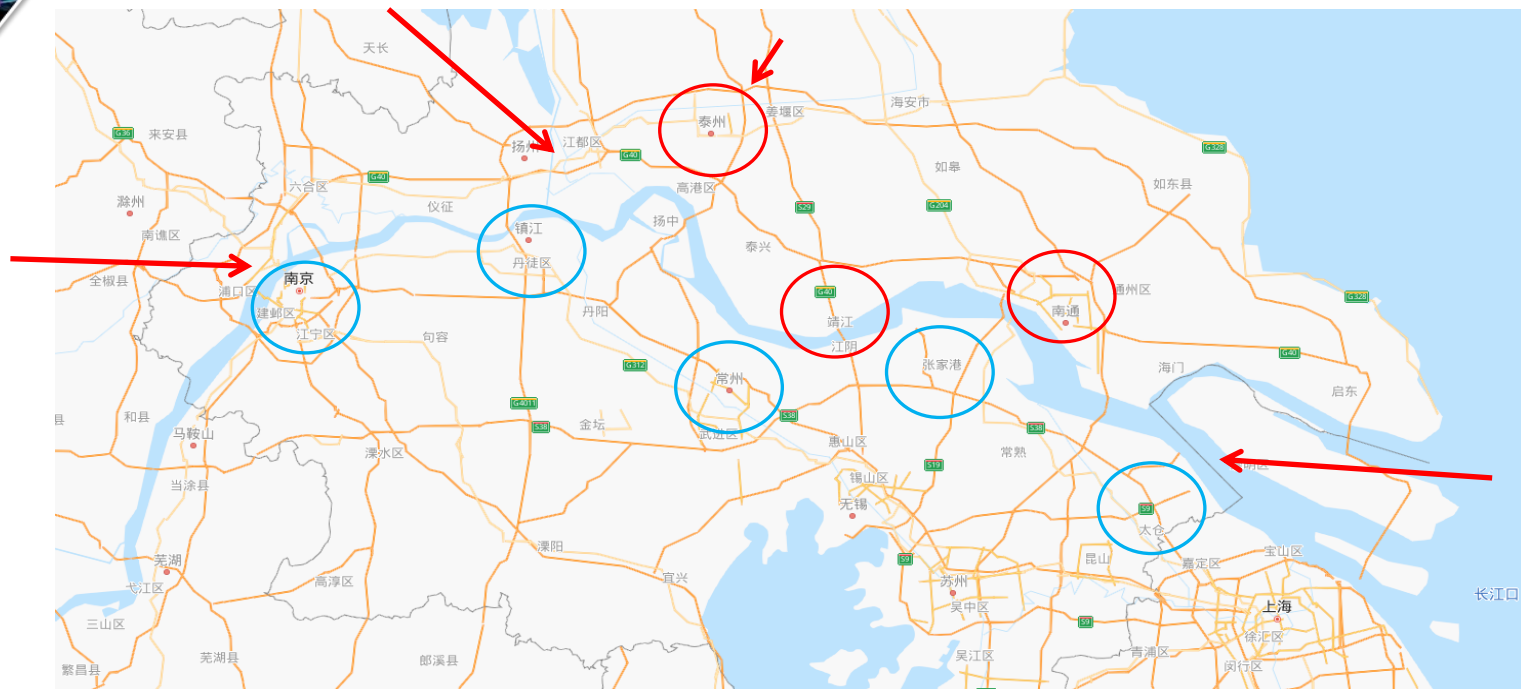 天长
海安市
姜堰区
泰州
G36
来安县
扬州
江都区
G40
G328
如皋
G40
六合区
高港区
如东县
滁州
仪征
S29
G204
扬中
镇江
南谯区
泰兴
丹徒区
全椒县
南京
浦口区
G40
通州区
G328
建邺区
丹阳
靖江
南通
江宁区
句容
江阴
G40
G312
张家港
海门
常州
启东
G4011
和县
县
S38
金坛
S38
S38
马鞍山
武进区
惠山区
溧水区
常熟
S19
锡山区
当涂县
无锡
S9
太仓
溧阳
宝山区
芜湖
S9
昆山
嘉定区
宜兴
高淳区
苏州
弋江区
长江口
吴中区
上海
三山区
S9
徐汇区
芜湖县
郎溪县
吴江区
青浦区
闵行区
繁昌县